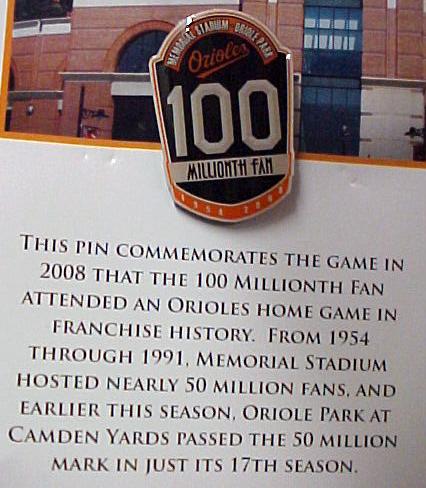 MEMORIAL STADIUM ORIOLE PARK
Orioles
100
MILLIONTH FAN
1954 2008
THIS PIN COMMEMORATES THE GAME IN
2008 THAT THE 100 MILLIONTH FAN
ATTENDED AN ORIOLES HOME GAME IN
FRANCHISE HISTORY. FROM 1954
THROUGH 1991, MEMORIAL STADIUM
HOSTED NEARLY 50 MILLION FANS, AND
EARLIER THIS SEASON, ORIOLE PARK AT
CAMDEN YARDS PASSED THE 50 MILLION
MARK IN JUST ITS 17TH SEASON.